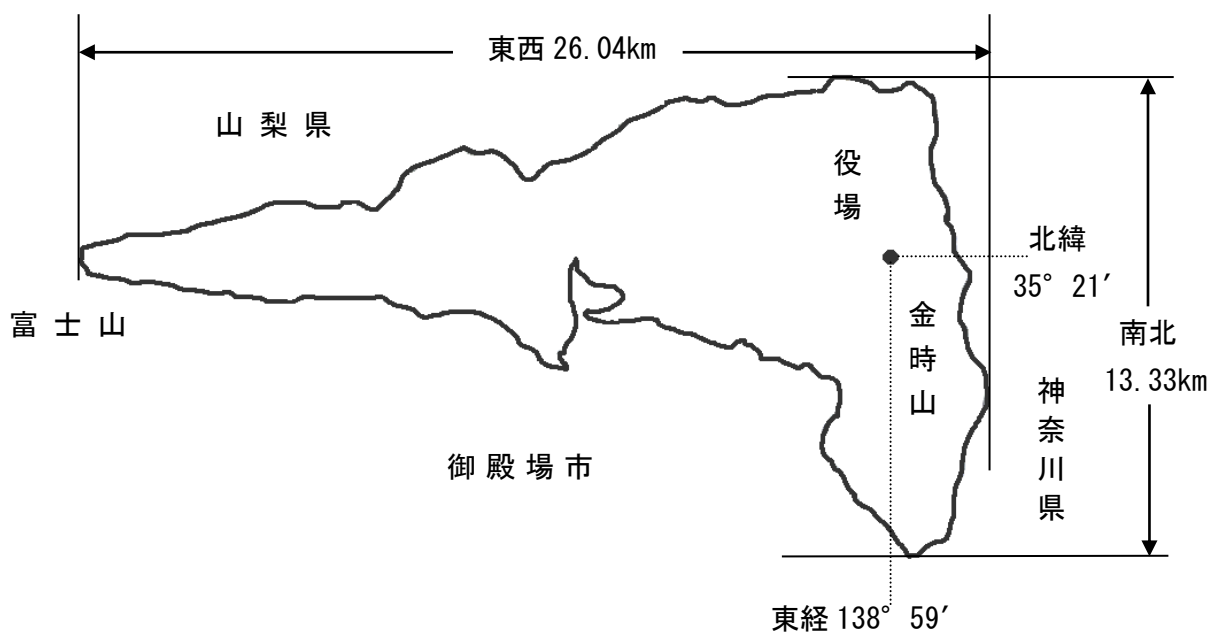 東西 26.04km
山梨県
役場
北緯
35° 21′
富士山
金時山
南北
13.33km
神奈川県
御殿場市
東経 138° 59′